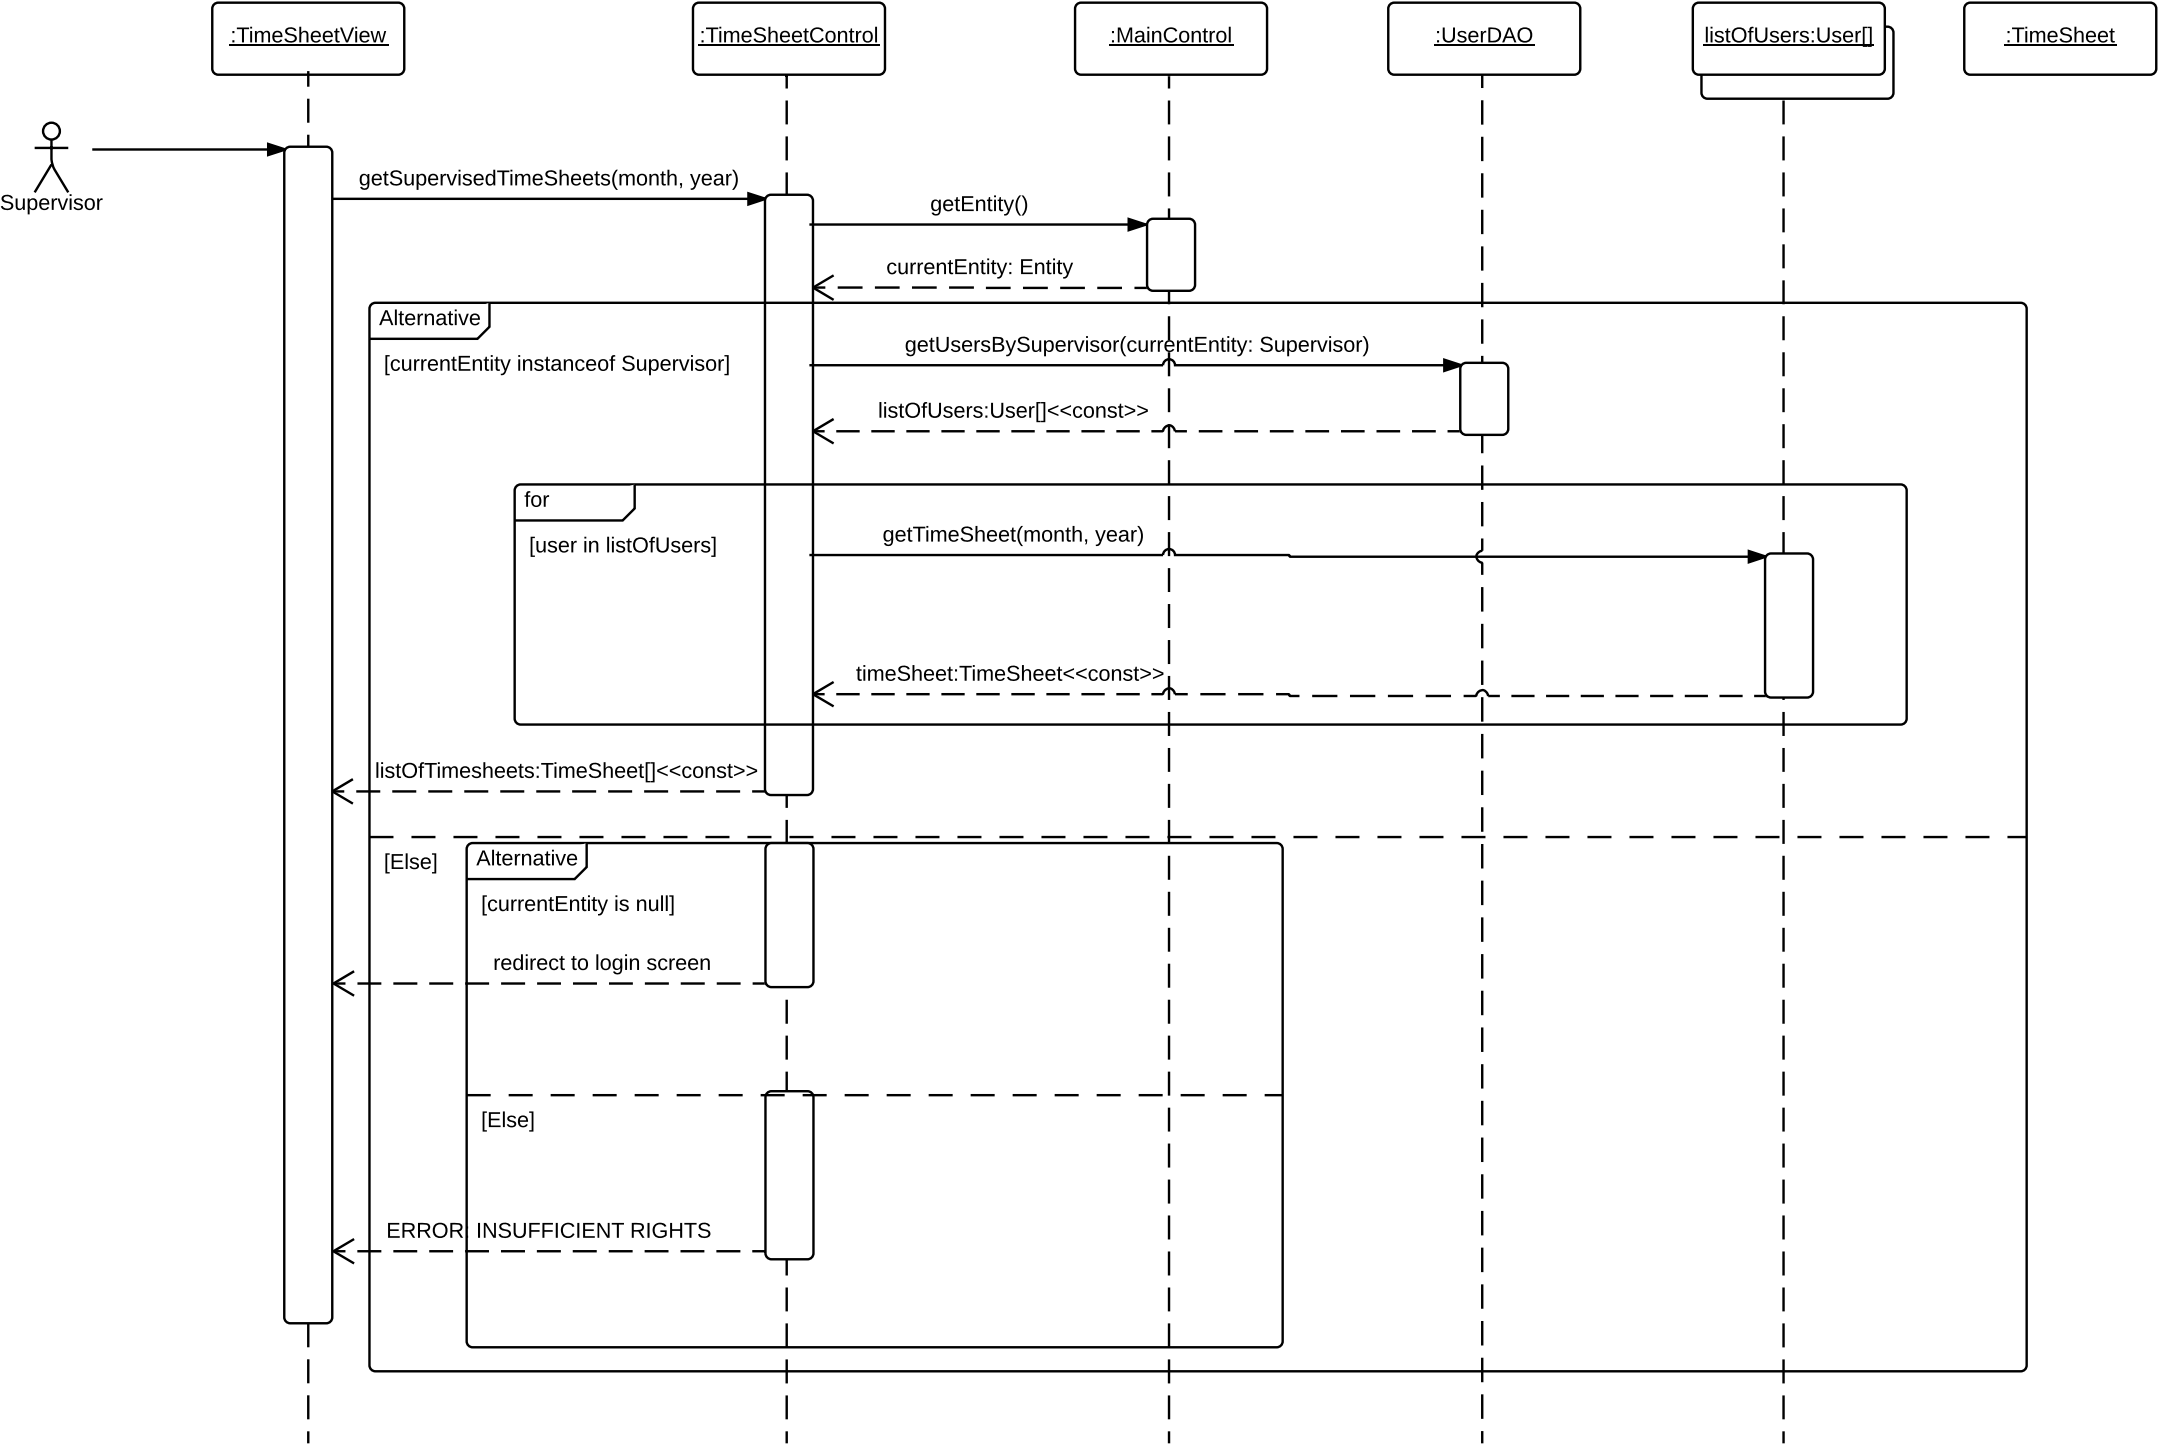 :TimeSheetView
:TimeSheetControl
:MainControl
:UserDAO
listOfUsers:User[]
:TimeSheet
Supervisor
getSupervisedTimeSheets(month, year)
getEntity()
currentEntity: Entity
Alternative
[currentEntity instanceof Supervisor]
getUsersBySupervisor(currentEntity: Supervisor)
listOfUsers:User[]<<const>>
for
[user in listOfUsers]
getTimeSheet(month, year)
timeSheet:TimeSheet<<const>>
listOfTimesheets:TimeSheet[]<<const>>
[Else]
Alternative
[currentEntity is null]
redirect to login screen
[Else]
ERROR: INSUFFICIENT RIGHTS